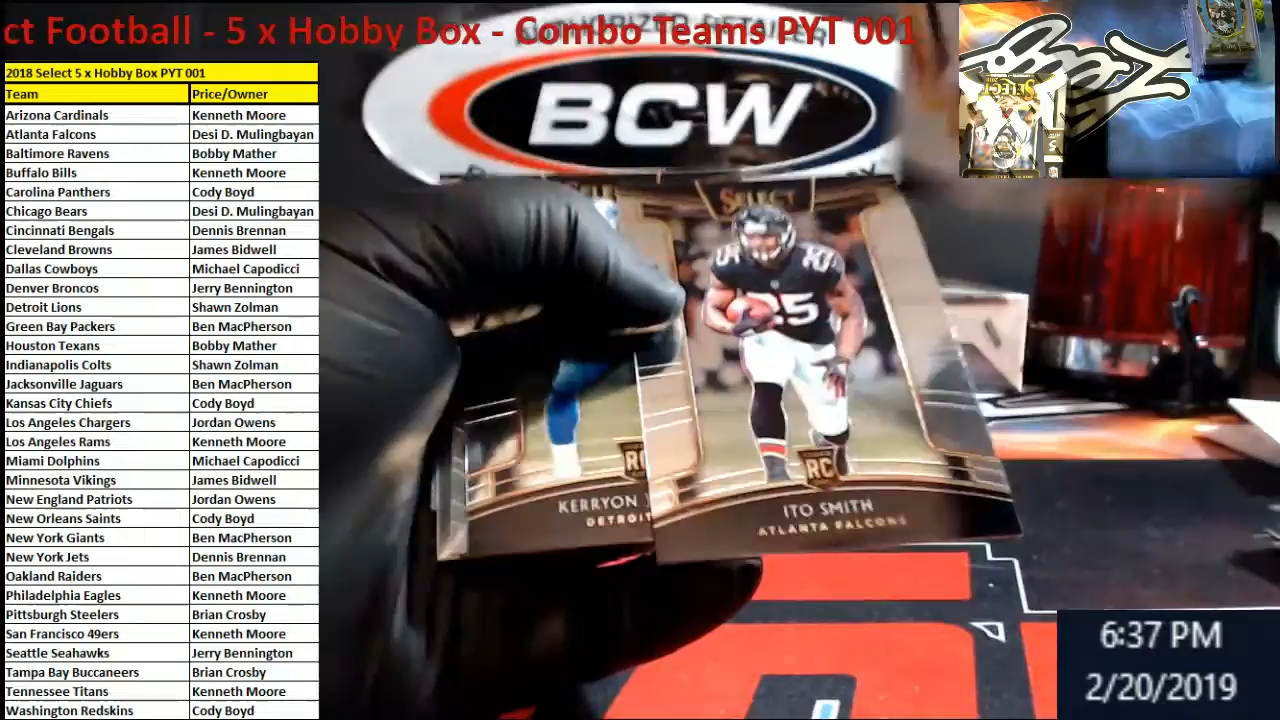 ct Football - 5 x Hobby Box - Combo Teams PYT 001
2018 Select 5 x Hobby Box PYT 001
Team Price/Owner
Arizona Cardinals Kenneth Moore
Atlanta Falcons Desi D. Mulingbayan
Baltimore Ravens Bobby Mather
Buffalo Bills Kenneth Moore
Carolina Panthers Cody Boyd
Chicago Bears Desi D. Mulingbayan
Cincinnati Bengals Dennis Brennan
Cleveland Browns James Bidwell
Dallas Cowboys Michael Capodicci
Denver Broncos Jerry Bennington
Detroit Lions Shawn Zolman
Green Bay Packers Ben MacPherson
Houston Texans Bobby Mather
Indianapolis Colts Shawn Zolman
Jacksonville Jaguars Ben MacPherson
Kansas City Chiefs Cody Boyd
Los Angeles Chargers Jordan Owens
Los Angeles Rams Kenneth Moore
Miami Dolphins Michael Capodicci
Minnesota Vikings James Bidwell
New England Patriots Jordan Owens
New Orleans Saints Cody Boyd
New York Giants Ben MacPherson
New York Jets Dennis Brennan
Oakland Raiders Ben MacPherson
Philadelphia Eagles Kenneth Moore
Pittsburgh Steelers Brian Crosby
San Francisco 49ers Kenneth Moore
Seattle Seahawks Jerry Bennington
Tampa Bay Buccaneers Brian Crosby
Tennessee Titans Kenneth Moore
Washington Redskins Cody Boyd
BCW
SELECT
25
RC
ITO SMITH
ATLANTA FALCONS
KERRYON
DETROIT
SELECT
6:37 PM
2/20/2019